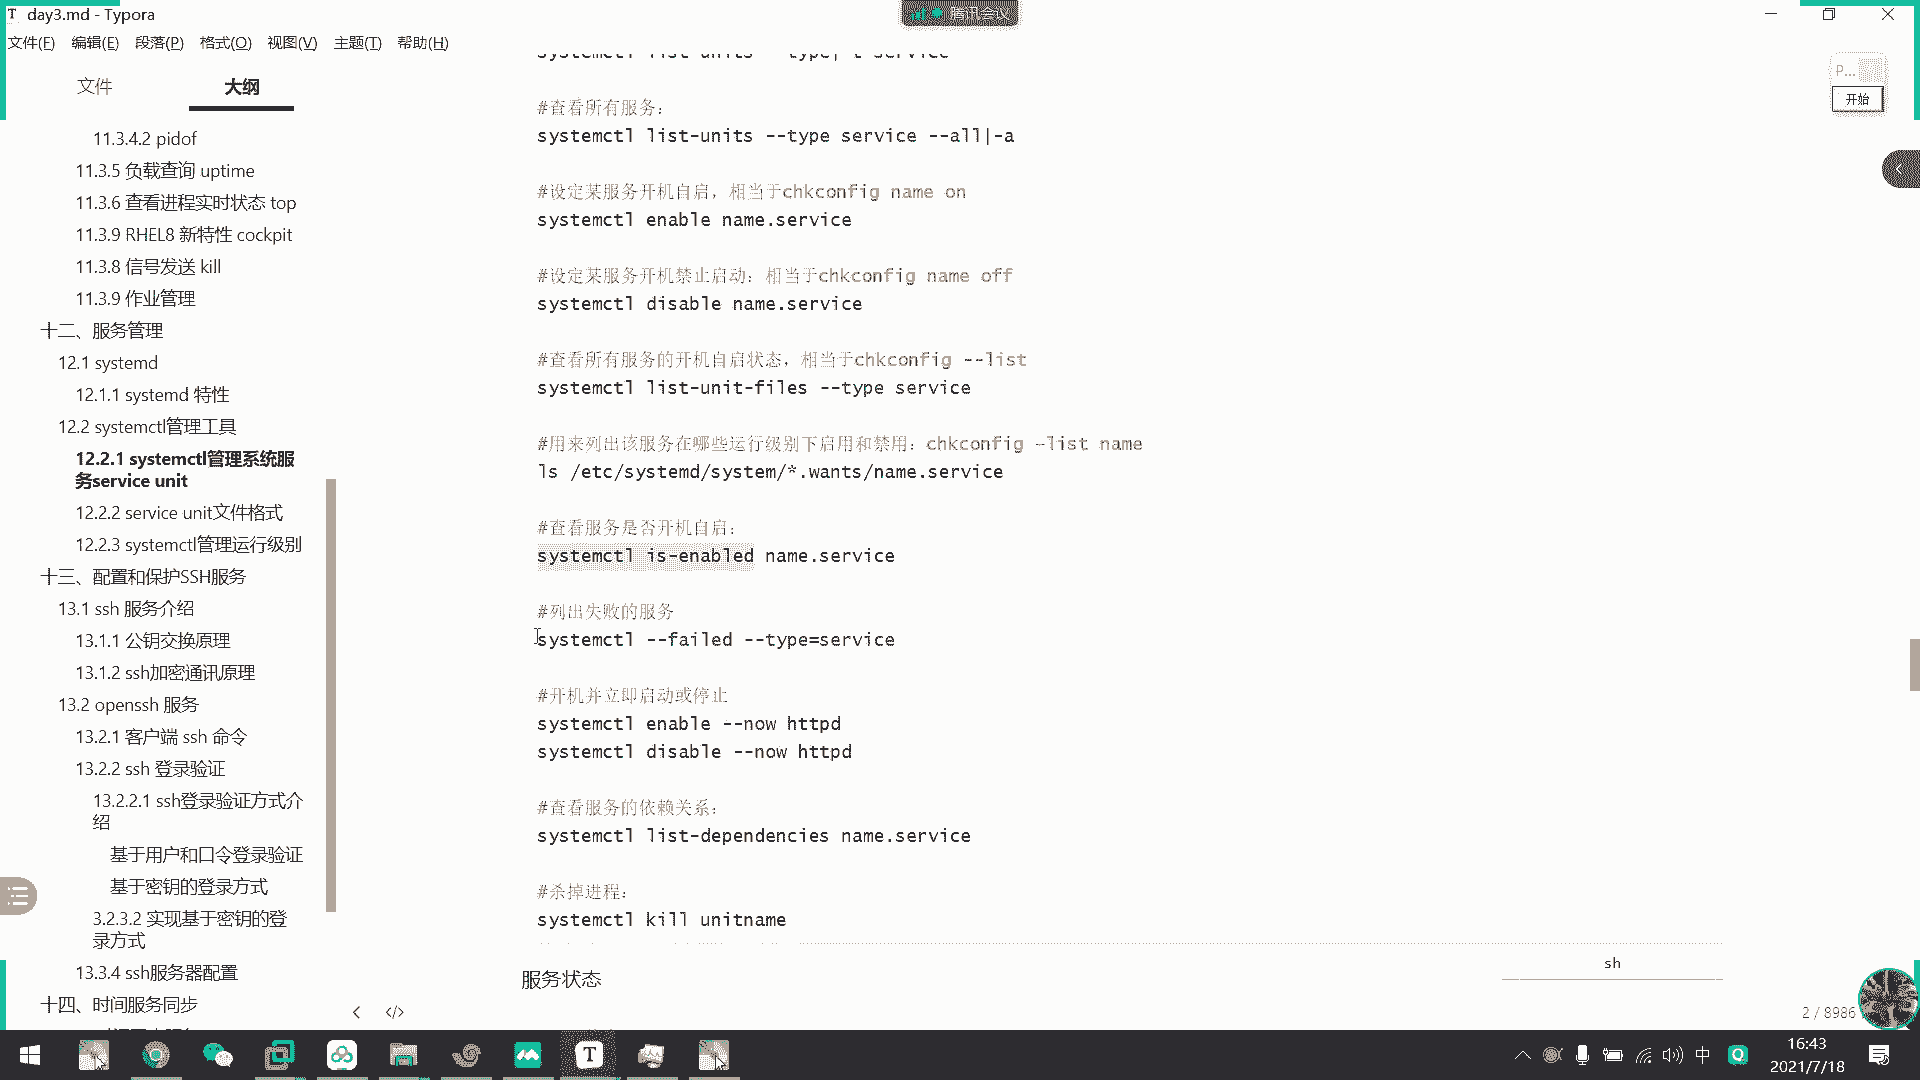 day3.md - Typora
腾讯会议
文件(F) 编辑(E) 段落(P) 格式(O) 视图(V) 主题(T) 帮助(H)
文件 大纲
11.3.4.2 pidof
11.3.5 负载查询 uptime
11.3.6 查看进程实时状态 top
11.3.9 RHEL8 新特性 cockpit
11.3.8 信号发送 kill
11.3.9 作业管理
十二、服务管理
12.1 systemd
12.1.1 systemd 特性
12.2 systemctl管理工具
12.2.1 systemctl管理系统服
务service unit
12.2.2 service unit文件格式
12.2.3 systemctl管理运行级别
十三、配置和保护SSH服务
13.1 ssh 服务介绍
13.1.1 公钥交换原理
13.1.2 ssh加密通讯原理
13.2 openssh 服务
13.2.1 客户端 ssh 命令
13.2.2 ssh 登录验证
13.2.2.1 ssh登录验证方式介
绍
基于用户和口令登录验证
基于密钥的登录方式
3.2.3.2 实现基于密钥的登
录方式
13.3.4 ssh服务器配置
十四、时间服务同步
systemctl list-units --type|-t service
#查看所有服务:
systemctl list-units --type service --all|-a
#设定某服务开机自启，相当于chkconfig name on
systemctl enable name.service
#设定某服务开机禁止启动: 相当于chkconfig name off
systemctl disable name.service
#查看所有服务的开机自启状态，相当于chkconfig --list
systemctl list-unit-files --type service
#用来列出该服务在哪些运行级别下启用和禁用: chkconfig -list name
ls /etc/systemd/system/*.wants/name.service
#查看服务是否开机自启:
systemctl is-enabled name.service
#列出失败的服务
systemctl --failed --type=service
#开机并立即启动或停止
systemctl enable --now httpd
systemctl disable --now httpd
#查看服务的依赖关系:
systemctl list-dependencies name.service
#杀掉进程:
systemctl kill unitname
sh
服务状态
P...
开始
2 / 8986
中
16:43
2021/7/18